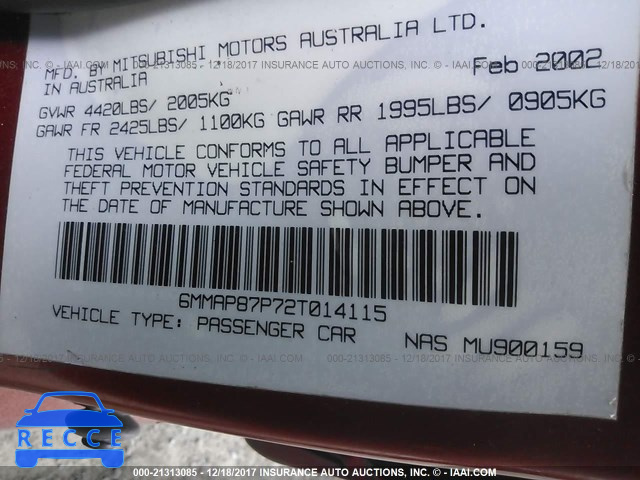 MFD. BY MITSUBISHI MOTORS AUSTRALIA LTD.
IN AUSTRALIA
Feb 2002
GVWR 4420LBS/ 2005KG
GAWR FR 2425LBS/ 1100KG GAWR RR 1995LBS/ 0905KG
THIS VEHICLE CONFORMS TO ALL APPLICABLE
FEDERAL MOTOR VEHICLE SAFETY BUMPER AND
THEFT PREVENTION STANDARDS IN EFFECT ON
THE DATE OF MANUFACTURE SHOWN ABOVE.
6MMAP87P72T014115
VEHICLE TYPE: PASSENGER CAR
NAS MU900159
RECCE
000-21313085 - 12/18/2017 - INSURANCE AUTO AUCTIONS, INC. - © - IAAI.COM